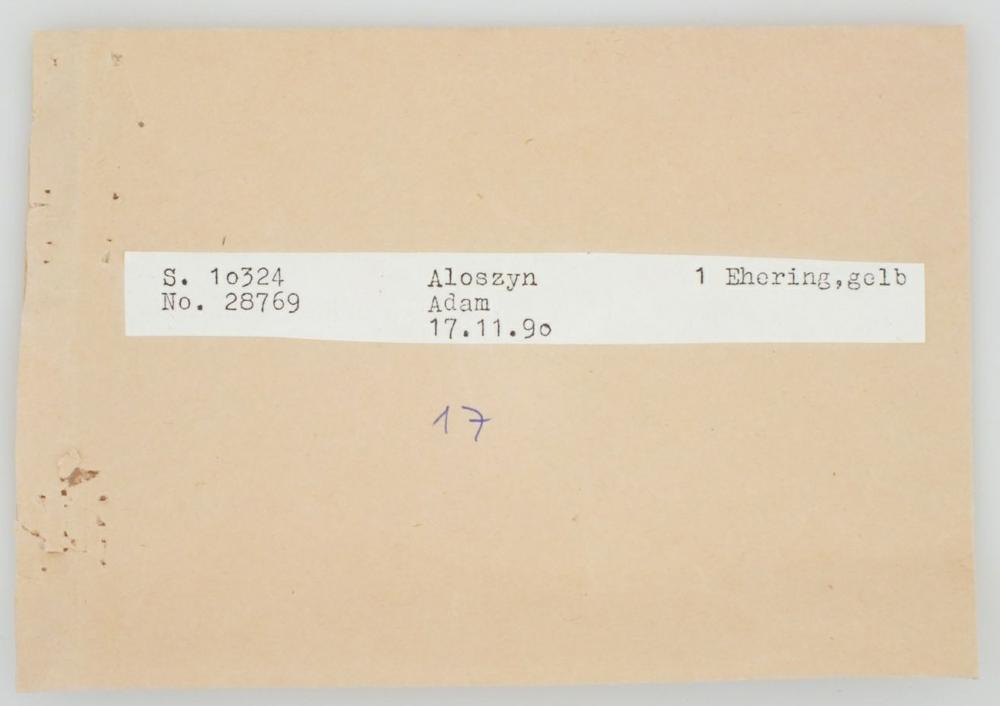 S. 1o324 Aloszyn 1 Ehering,gelb
No. 28769 Adam
17.11.9o
17